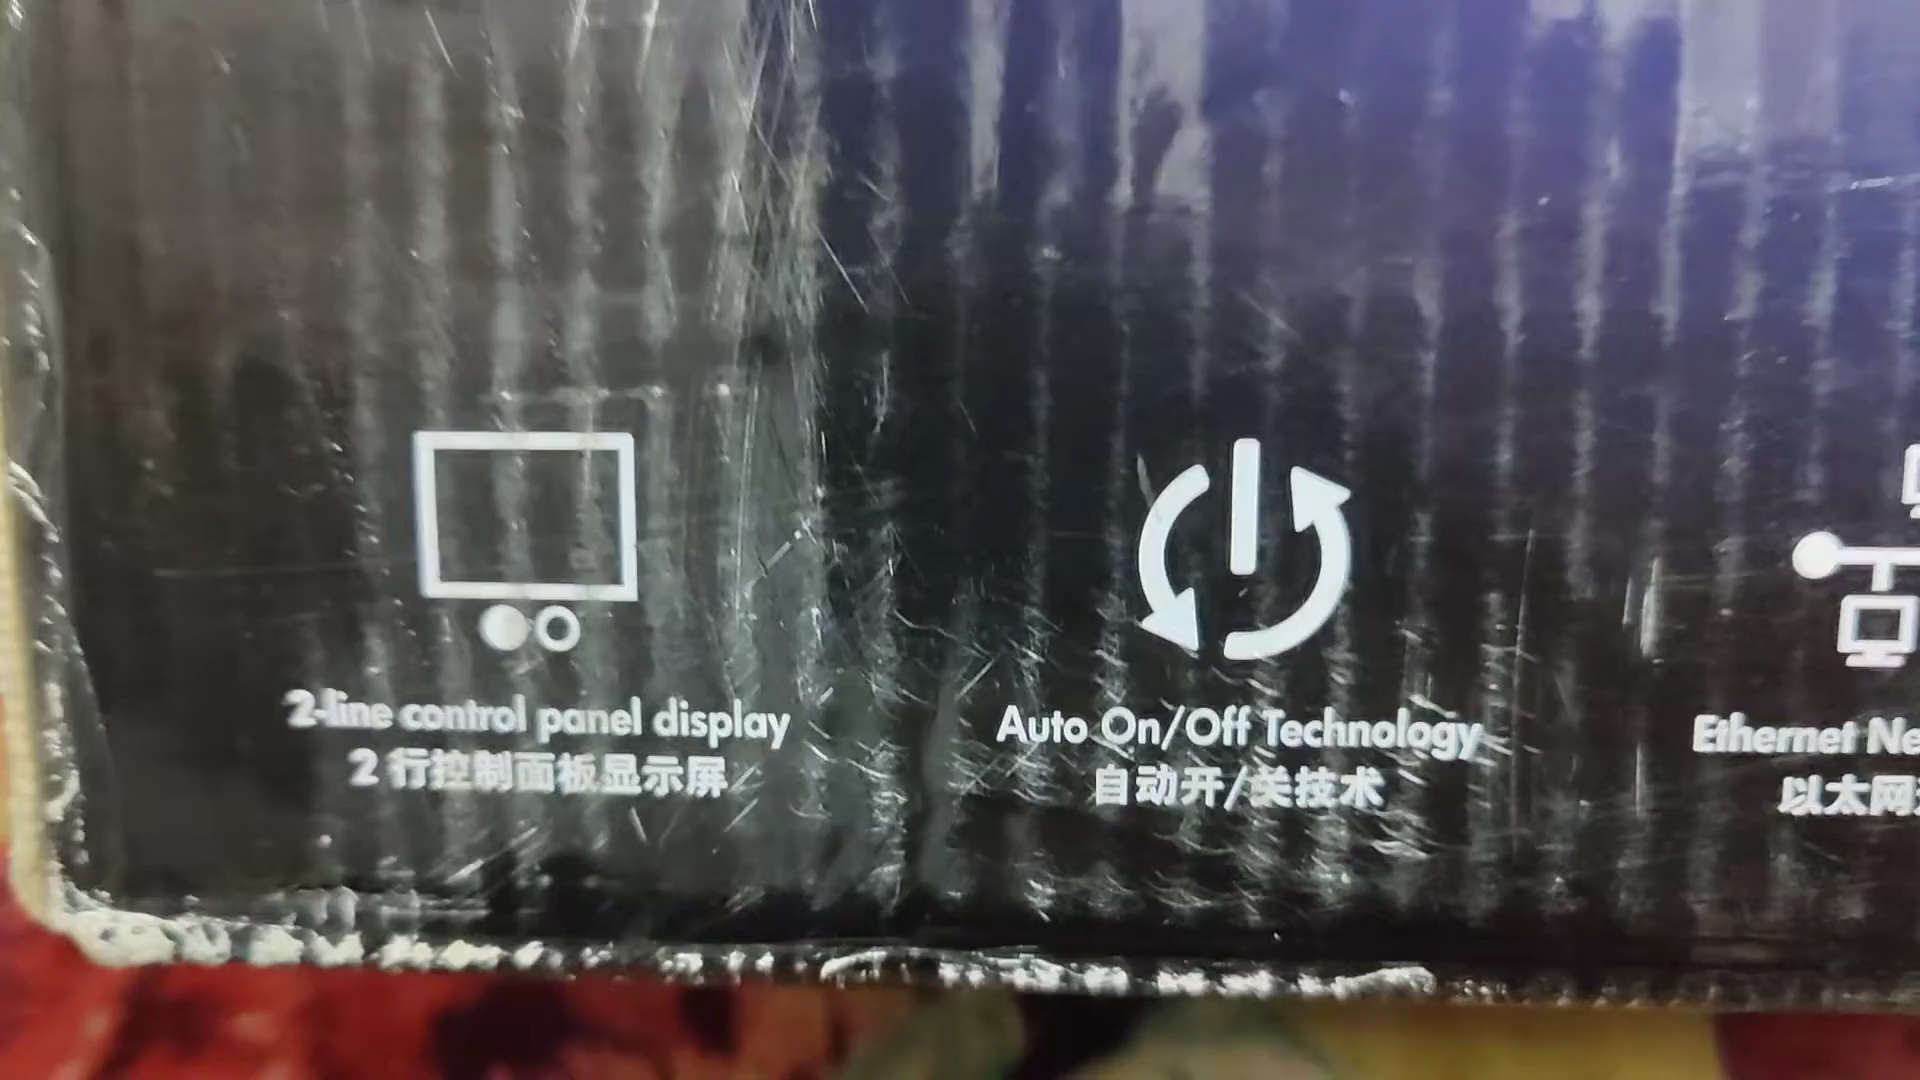 2-line control panel display
2 行控制面板显示屏
Auto On/Off Technology
自动开/关技术
Ethernet Ne
以太网